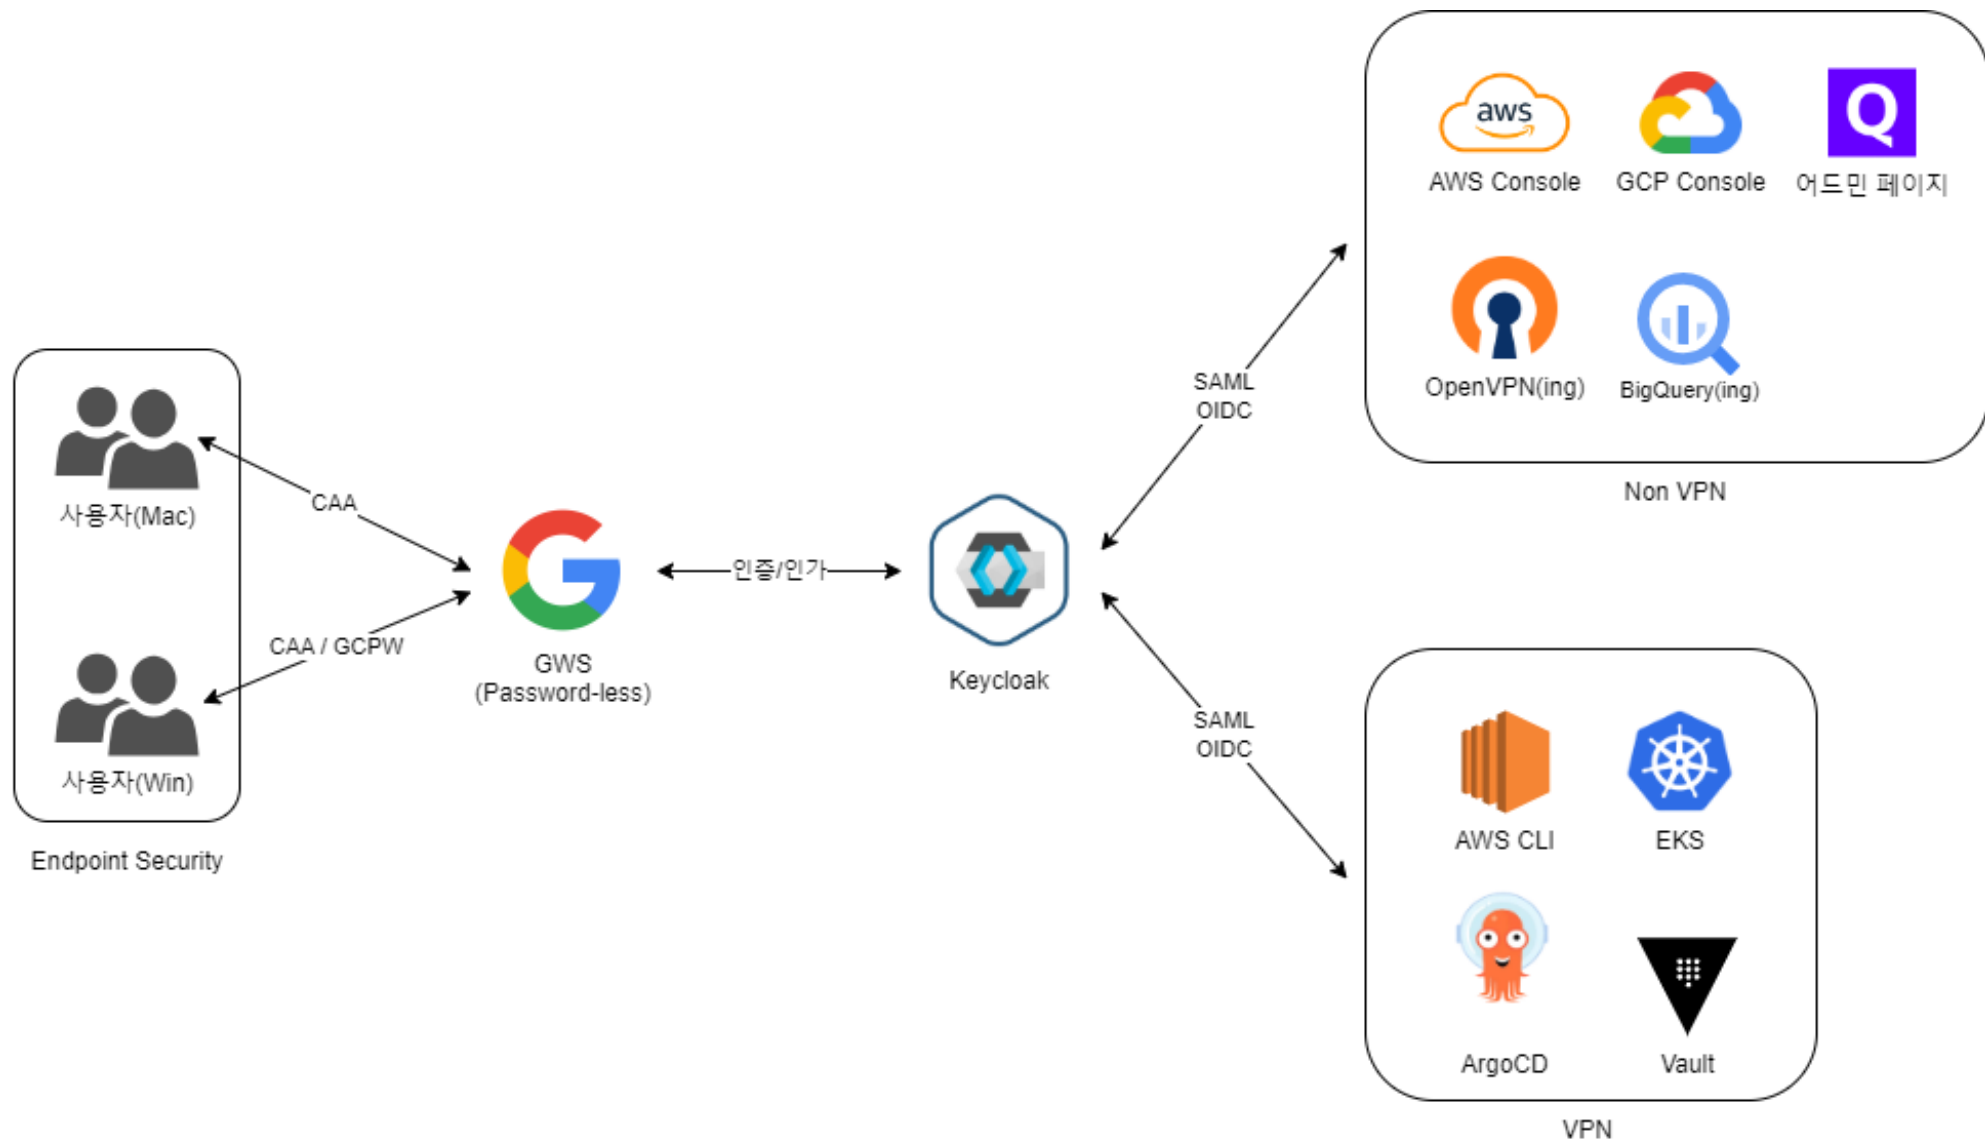 aws
Q
AWS Console
GCP Console
어드민 페이지
OpenVPN(ing)
BigQuery(ing)
Non VPN
SAML
OIDC
사용자(Mac)
CAA
인증/인가
CAA / GCPW
GWS
(Password-less)
Keycloak
사용자(Win)
Endpoint Security
SAML
OIDC
AWS CLI
EKS
ArgoCD
Vault
VPN